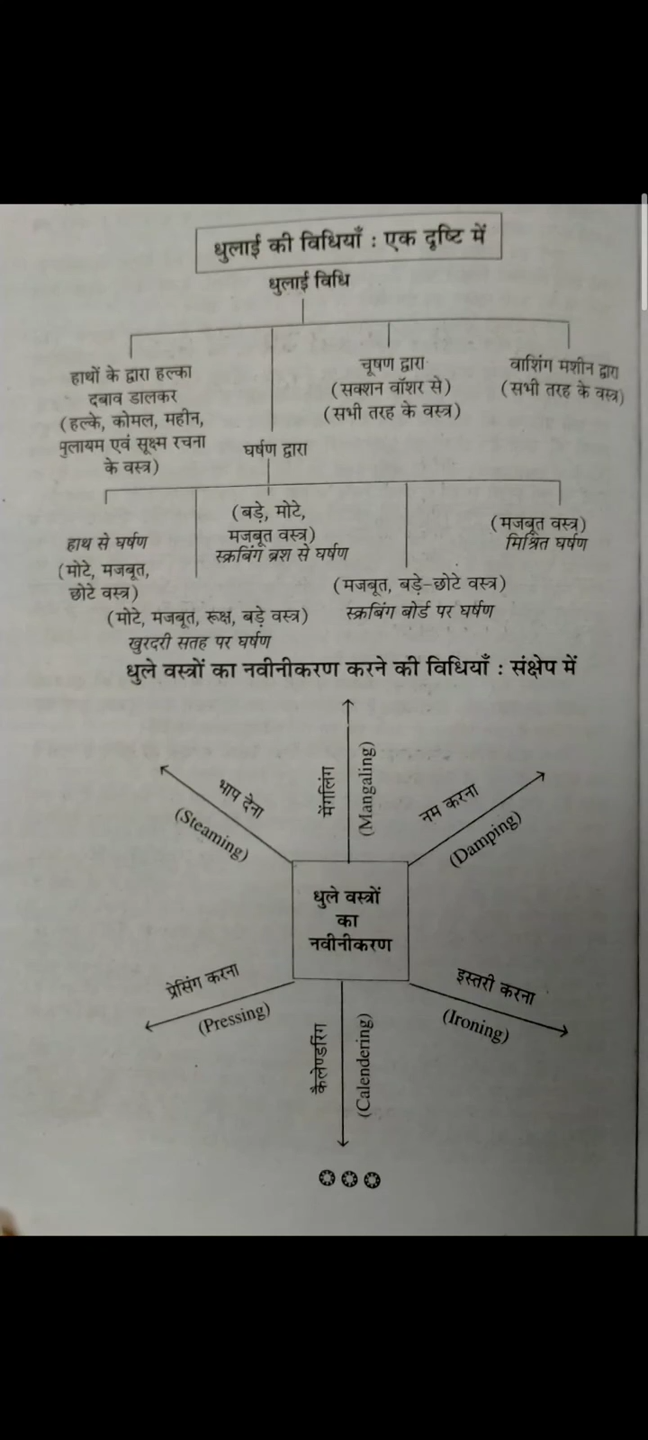 धुलाई की विधियाँ : एक दृष्टि में
धुलाई विधि
हाथों के द्वारा हल्का
दबाव डालकर
(हल्के, कोमल, महीन,
मुलायम एवं सूक्ष्म रचना
के वस्त्र)
घर्षण द्वारा
चूषण द्वारा
(सक्शन वॉशर से)
(सभी तरह के वस्त्र)
वाशिंग मशीन द्वारा
(सभी तरह के वस्त्र)
हाथ से घर्षण
(मोटे, मजबूत,
छोटे वस्त्र)
(मोटे, मजबूत, रूक्ष, बड़े वस्त्र)
खुरदरी सतह पर घर्षण
(बड़े, मोटे,
मजबूत वस्त्र)
स्क्रबिंग ब्रश से घर्षण
(मजबूत, बड़े-छोटे वस्त्र)
स्क्रबिंग बोर्ड पर घर्षण
(मजबूत वस्त्र)
मिश्रित घर्षण
धुले वस्त्रों का नवीनीकरण करने की विधियाँ : संक्षेप में
भाप देना
(Steaming)
मेंगलिंग
(Mangaling)
नम करना
(Damping)
धुले वस्त्रों
का
नवीनीकरण
प्रेसिंग करना
(Pressing)
कैलेण्डरिंग
(Calendering)
इस्तरी करना
(Ironing)